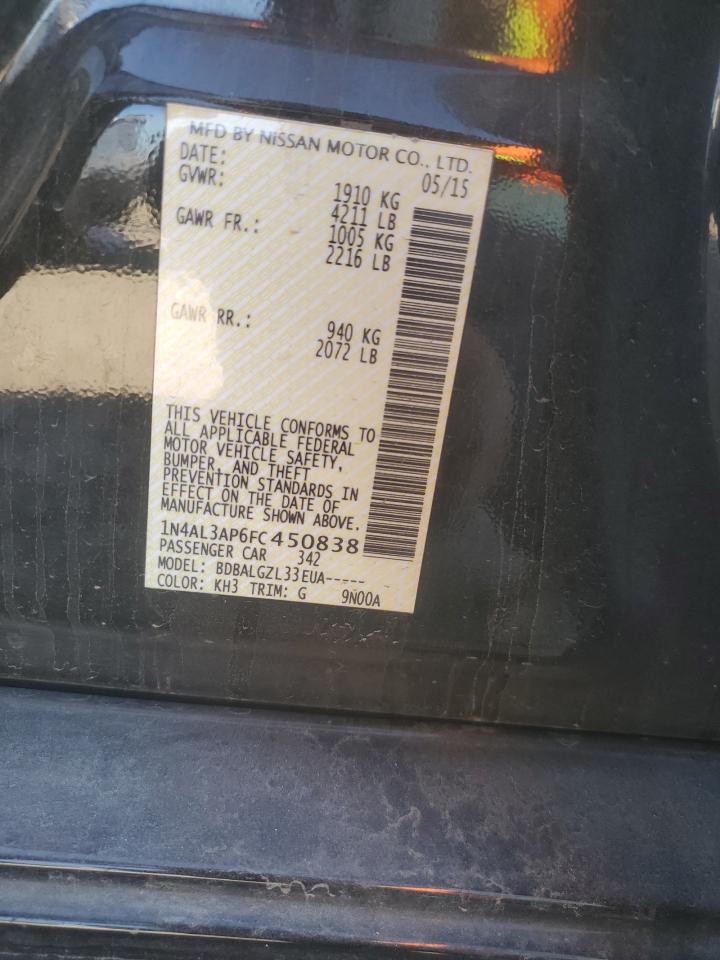 MFD BY NISSAN MOTOR CO., LTD.
DATE: 05/15
GVWR: 1910 KG
4211 LB
GAWR FR.: 1005 KG
2216 LB
GAWR RR.: 940 KG
2072 LB
THIS VEHICLE CONFORMS TO
ALL APPLICABLE FEDERAL
MOTOR VEHICLE SAFETY,
BUMPER, AND THEFT
PREVENTION STANDARDS IN
EFFECT ON THE DATE OF
MANUFACTURE SHOWN ABOVE.
1N4AL3AP6FC450838
PASSENGER CAR 342
MODEL: BDBALGZL33EUA-----
COLOR: KH3 TRIM: G 9N00A